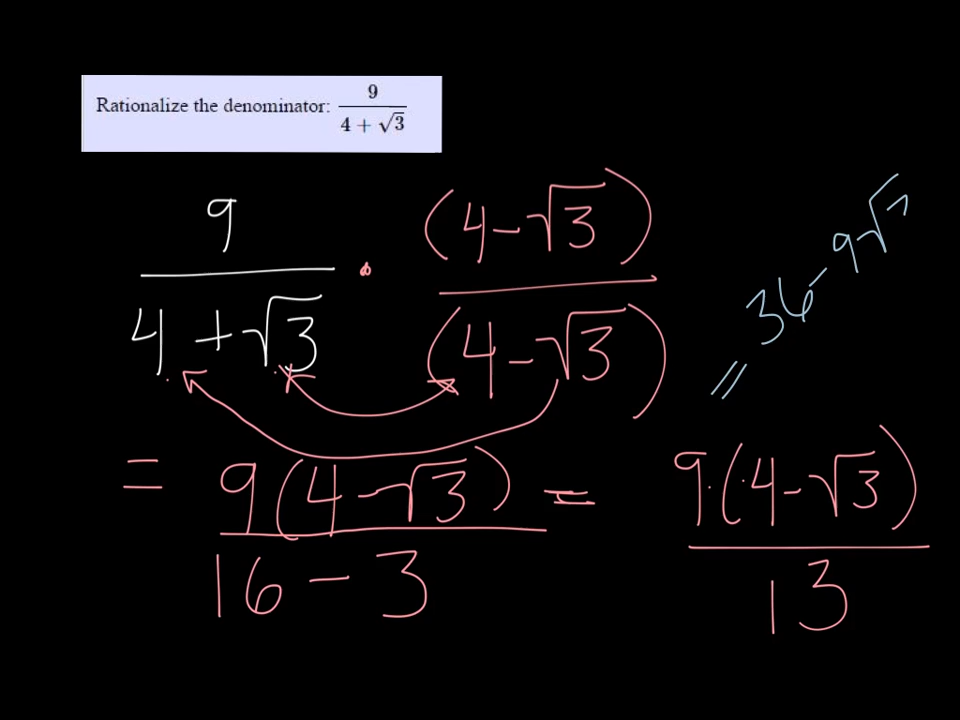 Rationalize the denominator: 9 / (4 + √3)
9 / (4 + √3) · (4 - √3) / (4 - √3)
= 36 - 9√
= 9(4 - √3) / (16 - 3) = 9·(4 - √3) / 13